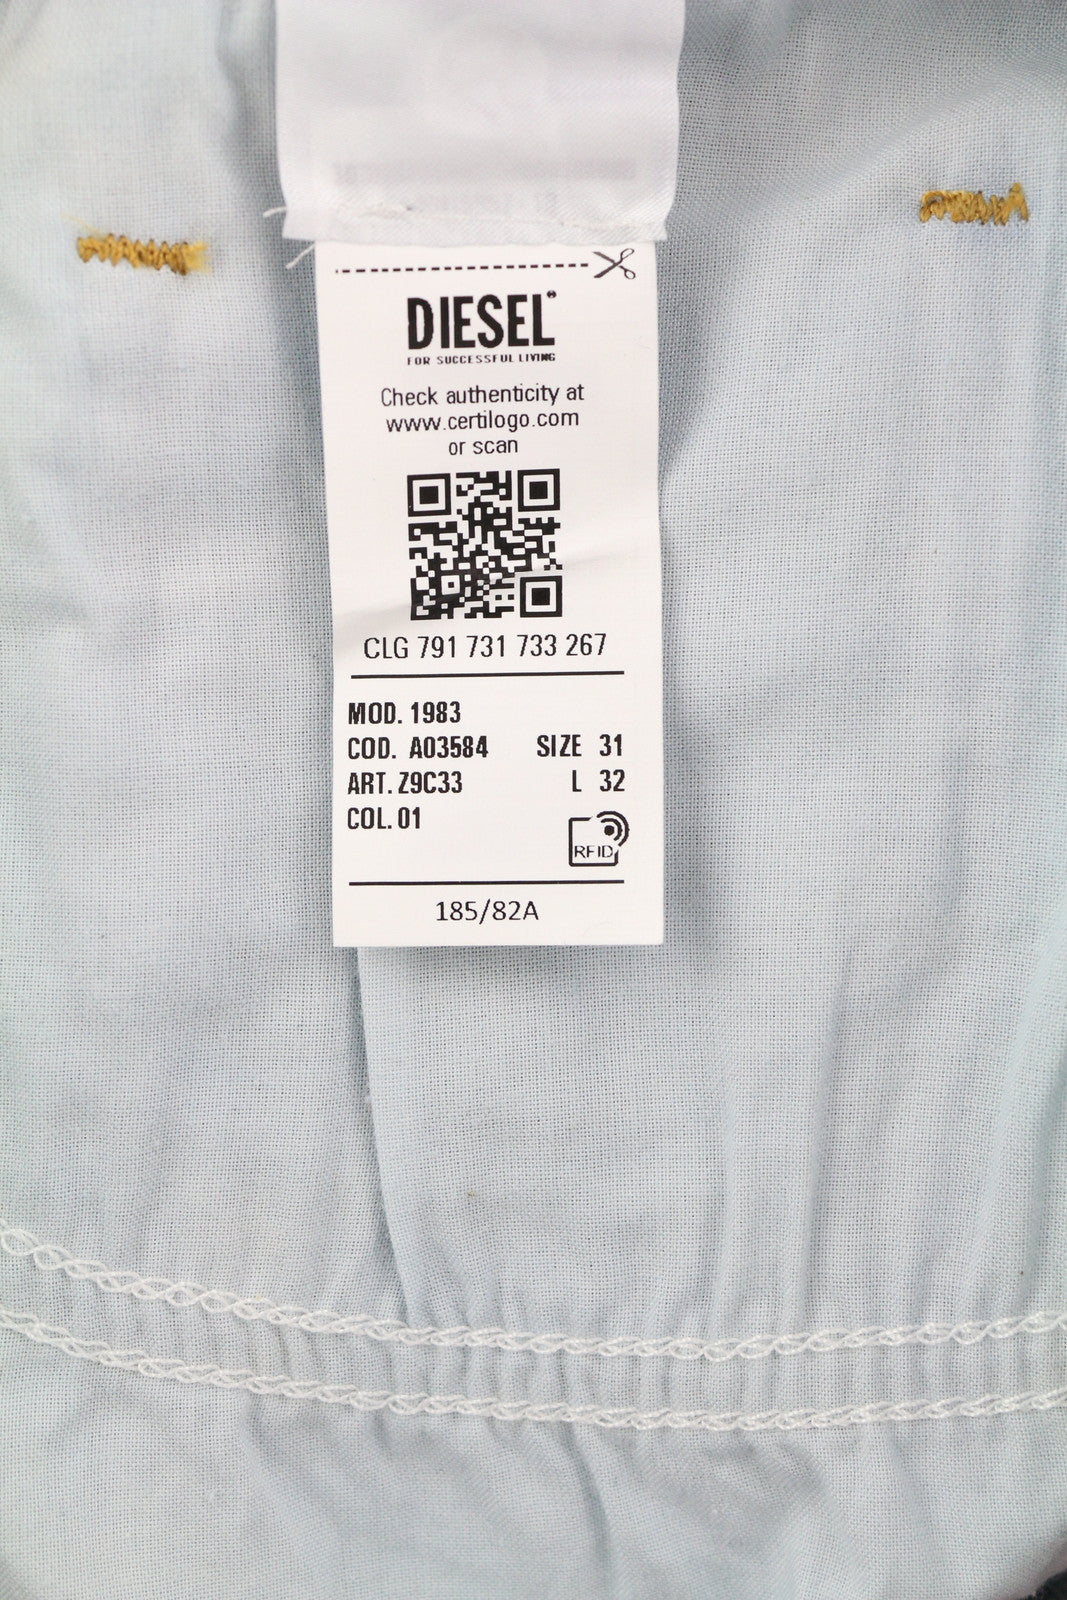 DIESEL
FOR SUCCESSFUL LIVING
Check authenticity at
www.certilogo.com
or scan
CLG 791 731 733 267
MOD. 1983
COD. A03584 SIZE 31
ART. Z9C33 L 32
COL. 01
RFID
185/82A